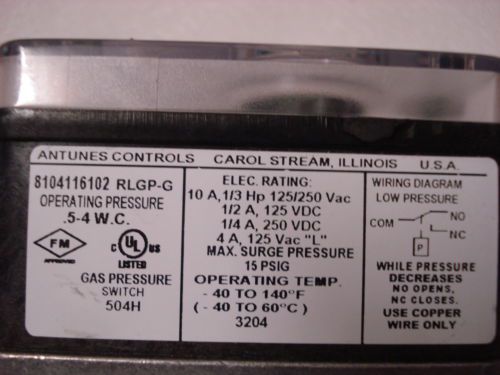 ANTUNES CONTROLS CAROL STREAM, ILLINOIS U.S.A.
8104116102 RLGP-G
OPERATING PRESSURE
.5-4 W.C.
FM
APPROVED
C UL US
LISTED
GAS PRESSURE
SWITCH
504H
ELEC. RATING:
10 A,1/3 Hp 125/250 Vac
1/2 A, 125 VDC
1/4 A, 250 VDC
4 A, 125 Vac "L"
MAX. SURGE PRESSURE
15 PSIG
OPERATING TEMP.
- 40 TO 140°F
( - 40 TO 60°C )
3204
WIRING DIAGRAM
LOW PRESSURE
COM NO
NC
P
WHILE PRESSURE
DECREASES
NO OPENS,
NC CLOSES.
USE COPPER
WIRE ONLY